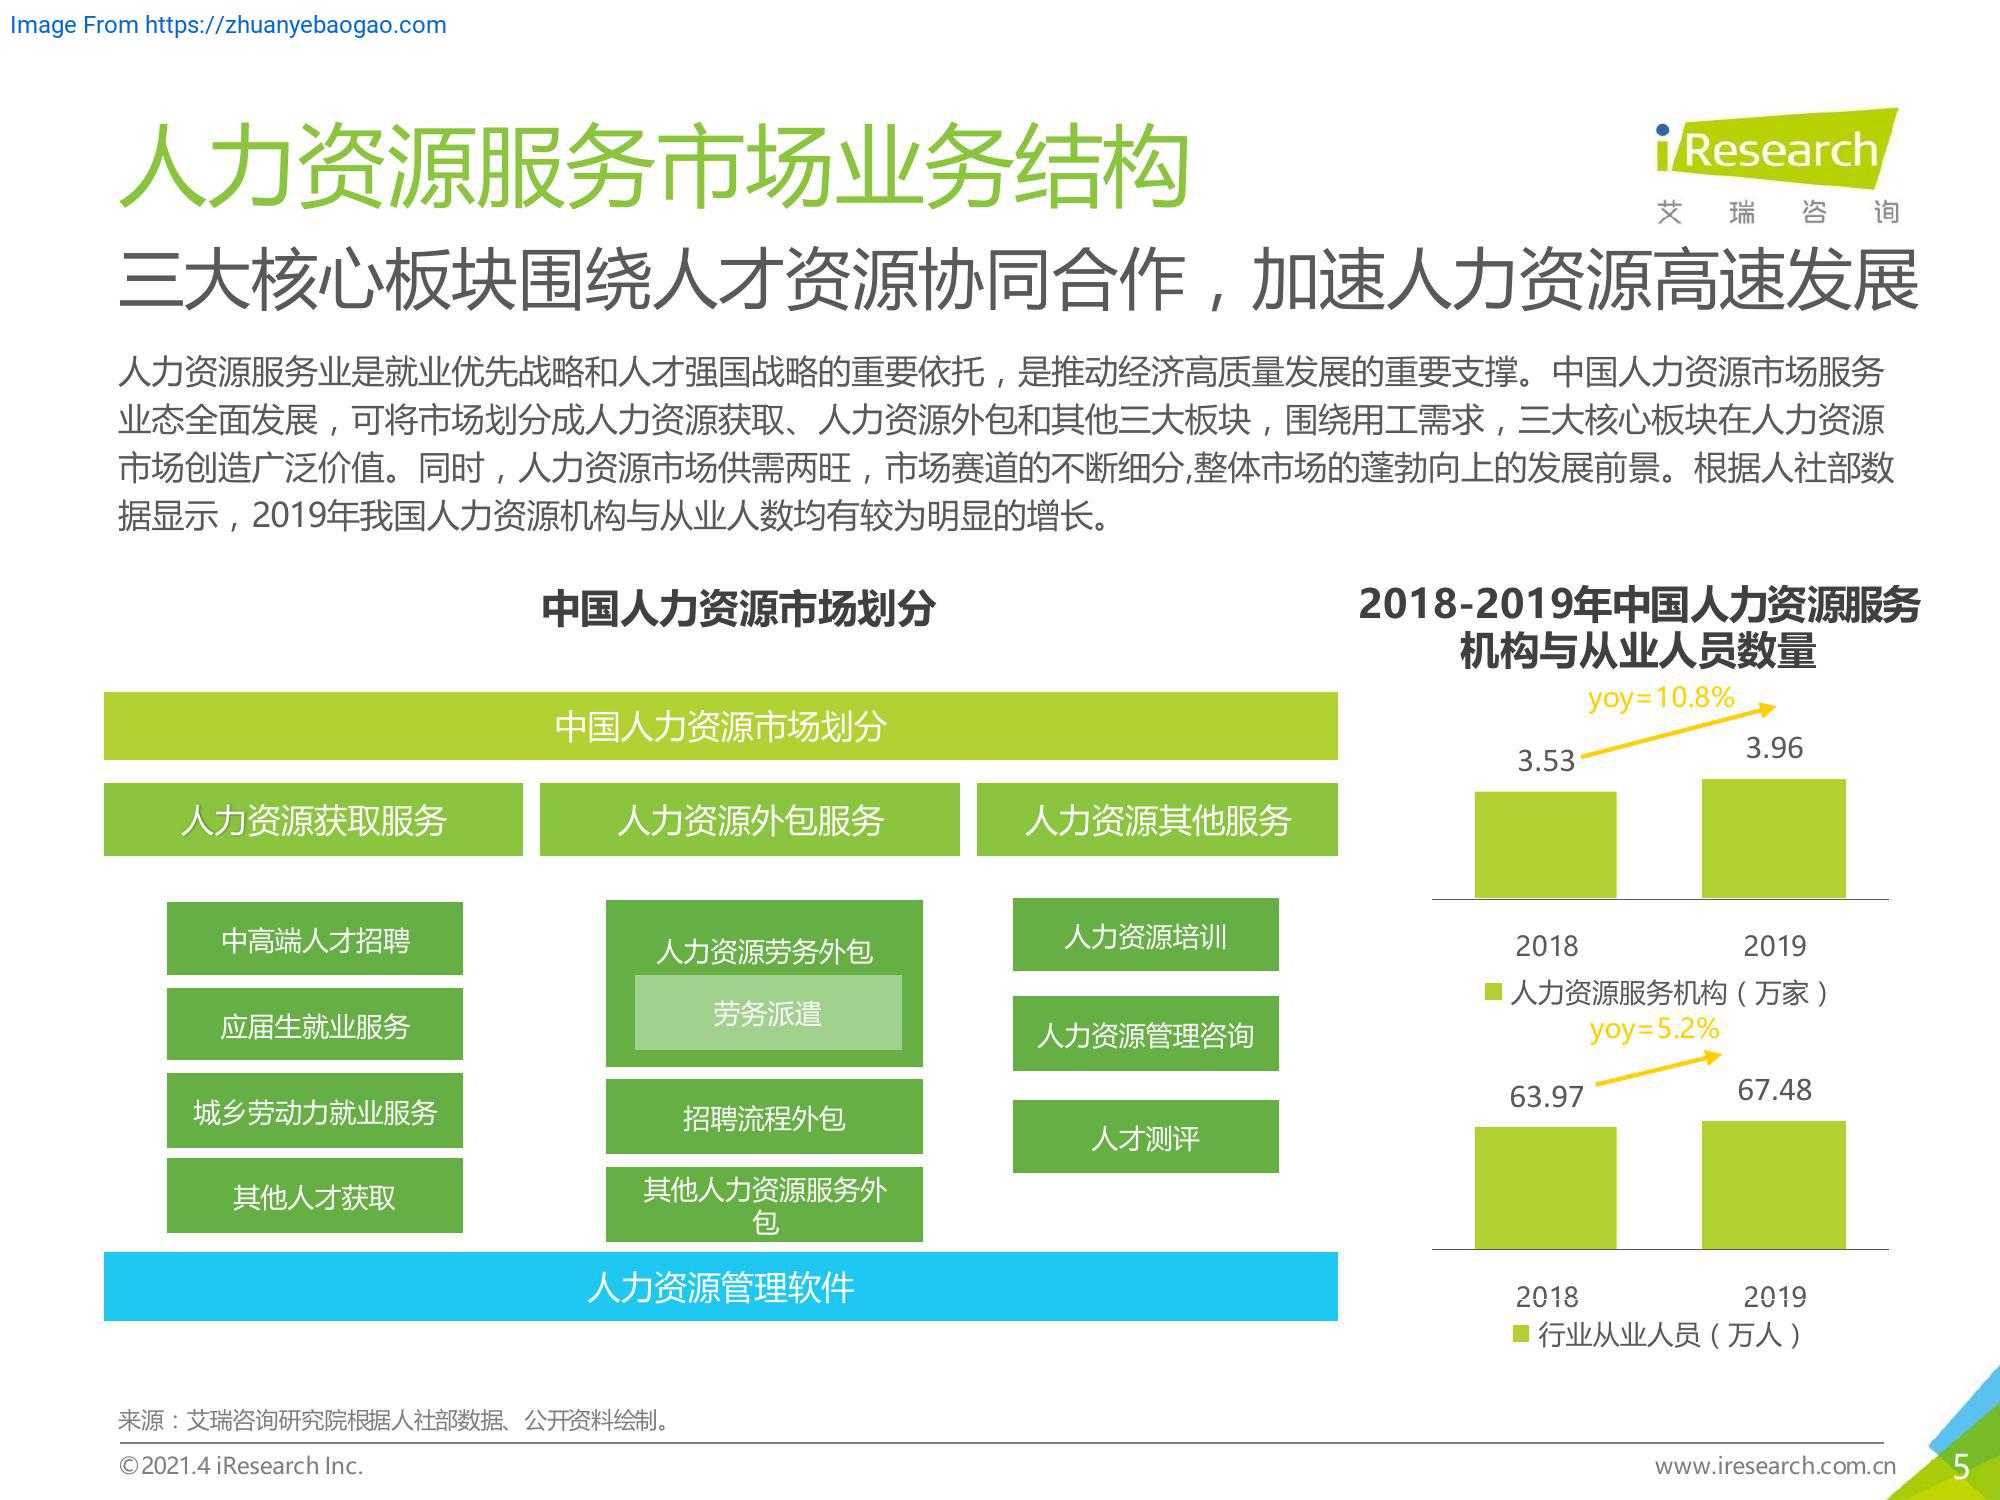 Image From https://zhuanyebaogao.com
人力资源服务市场业务结构
iResearch
艾瑞咨询
三大核心板块围绕人才资源协同合作，加速人力资源高速发展
人力资源服务业是就业优先战略和人才强国战略的重要依托，是推动经济高质量发展的重要支撑。中国人力资源市场服务
业态全面发展，可将市场划分成人力资源获取、人力资源外包和其他三大板块，围绕用工需求，三大核心板块在人力资源
市场创造广泛价值。同时，人力资源市场供需两旺，市场赛道的不断细分,整体市场的蓬勃向上的发展前景。根据人社部数
据显示，2019年我国人力资源机构与从业人数均有较为明显的增长。
中国人力资源市场划分
中国人力资源市场划分
人力资源获取服务
人力资源外包服务
人力资源其他服务
中高端人才招聘
应届生就业服务
城乡劳动力就业服务
其他人才获取
人力资源劳务外包
劳务派遣
招聘流程外包
其他人力资源服务外
包
人力资源培训
人力资源管理咨询
人才测评
人力资源管理软件
2018-2019年中国人力资源服务
机构与从业人员数量
yoy=10.8%
3.53
3.96
2018
2019
人力资源服务机构（万家）
yoy=5.2%
63.97
67.48
2018
2019
行业从业人员（万人）
来源：艾瑞咨询研究院根据人社部数据、公开资料绘制。
©2021.4 iResearch Inc.
www.iresearch.com.cn
5